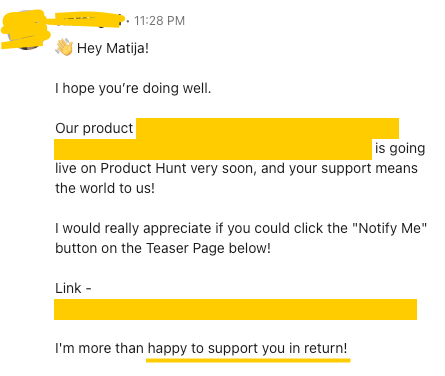 · 11:28 PM
👋 Hey Matija!
I hope you’re doing well.
Our product
is going
live on Product Hunt very soon, and your support means
the world to us!
I would really appreciate if you could click the "Notify Me"
button on the Teaser Page below!
Link -
I'm more than happy to support you in return!